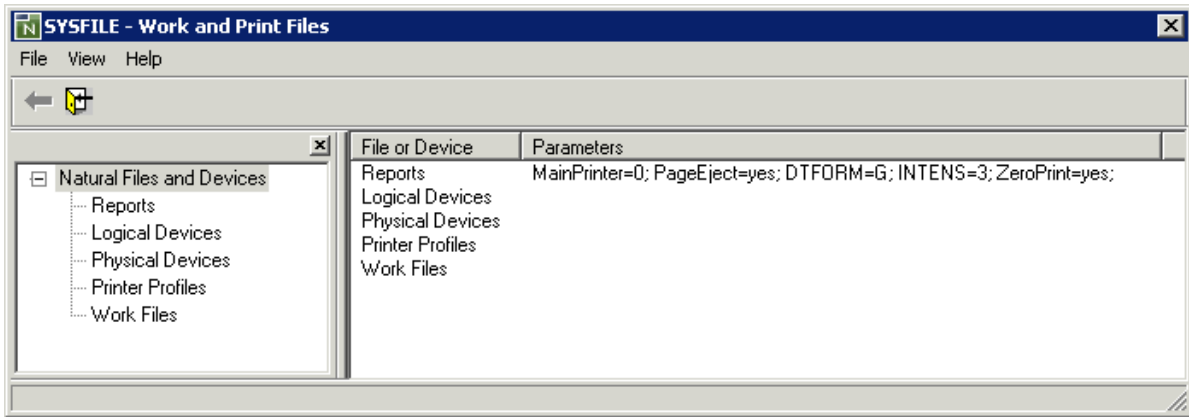 SYSFILE - Work and Print Files
File View Help
Natural Files and Devices
Reports
Logical Devices
Physical Devices
Printer Profiles
Work Files
File or Device Parameters
Reports MainPrinter=0; PageEject=yes; DTFORM=G; INTENS=3; ZeroPrint=yes;
Logical Devices
Physical Devices
Printer Profiles
Work Files